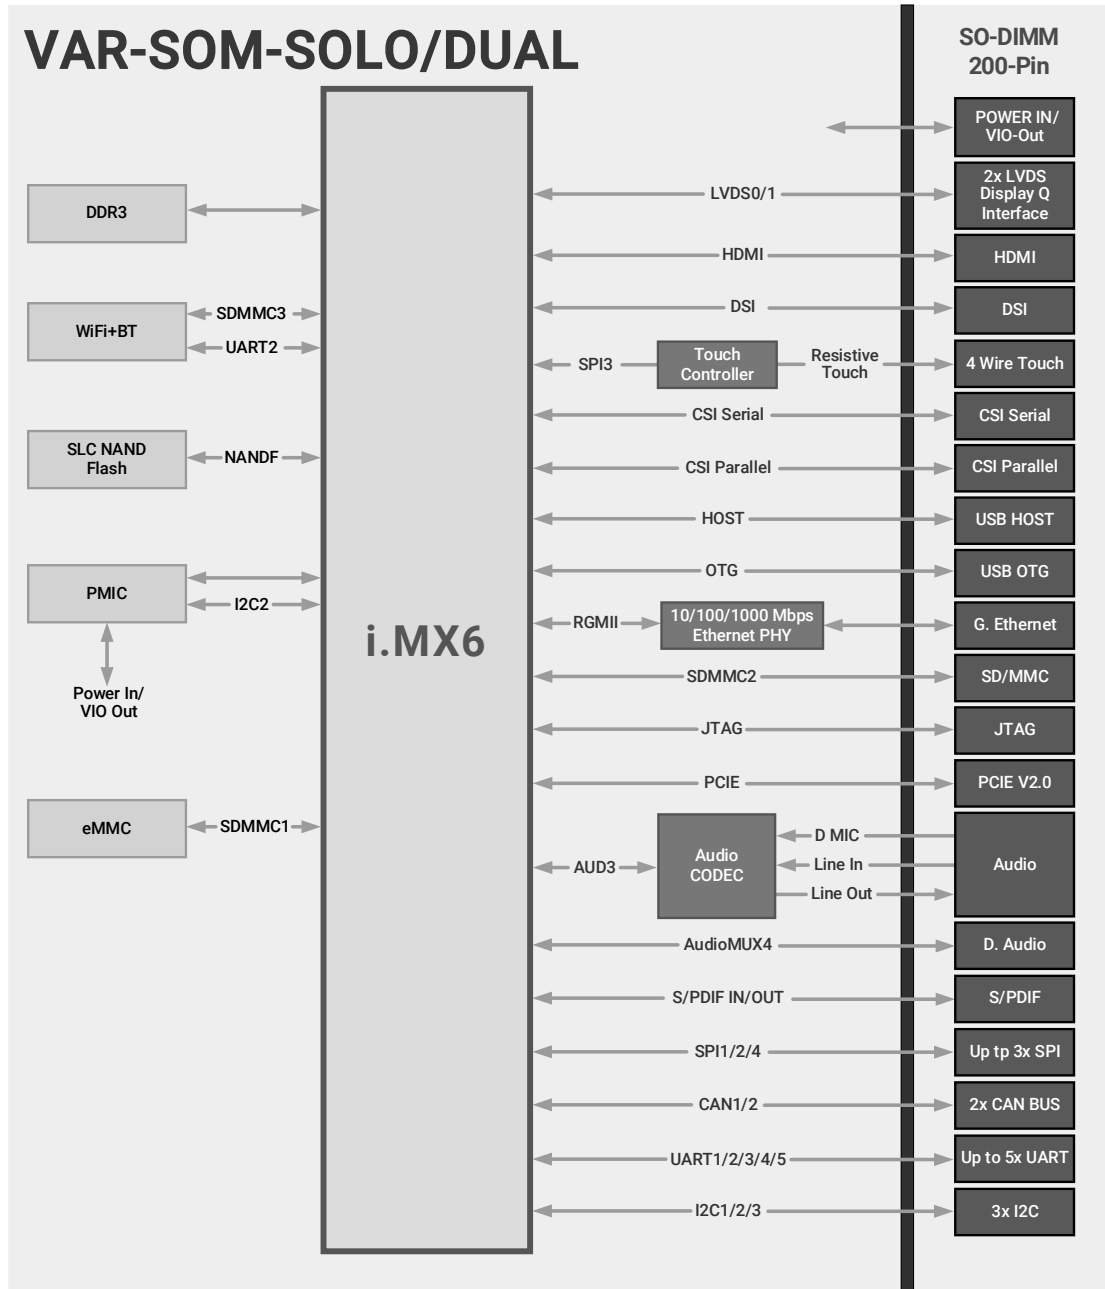 VAR-SOM-SOLO/DUAL
SO-DIMM
200-Pin
POWER IN/
VIO-Out
DDR3
LVDS0/1
2x LVDS
Display Q
Interface
HDMI
HDMI
WiFi+BT
SDMMC3
UART2
DSI
DSI
SPI3
Touch
Controller
Resistive
Touch
4 Wire Touch
CSI Serial
CSI Serial
SLC NAND
Flash
NANDF
CSI Parallel
CSI Parallel
HOST
USB HOST
PMIC
I2C2
OTG
USB OTG
i.MX6
RGMII
10/100/1000 Mbps
Ethernet PHY
G. Ethernet
Power In/
VIO Out
SDMMC2
SD/MMC
JTAG
JTAG
PCIE
PCIE V2.0
eMMC
SDMMC1
AUD3
Audio
CODEC
D MIC
Line In
Line Out
Audio
AudioMUX4
D. Audio
S/PDIF IN/OUT
S/PDIF
SPI1/2/4
Up tp 3x SPI
CAN1/2
2x CAN BUS
UART1/2/3/4/5
Up to 5x UART
I2C1/2/3
3x I2C